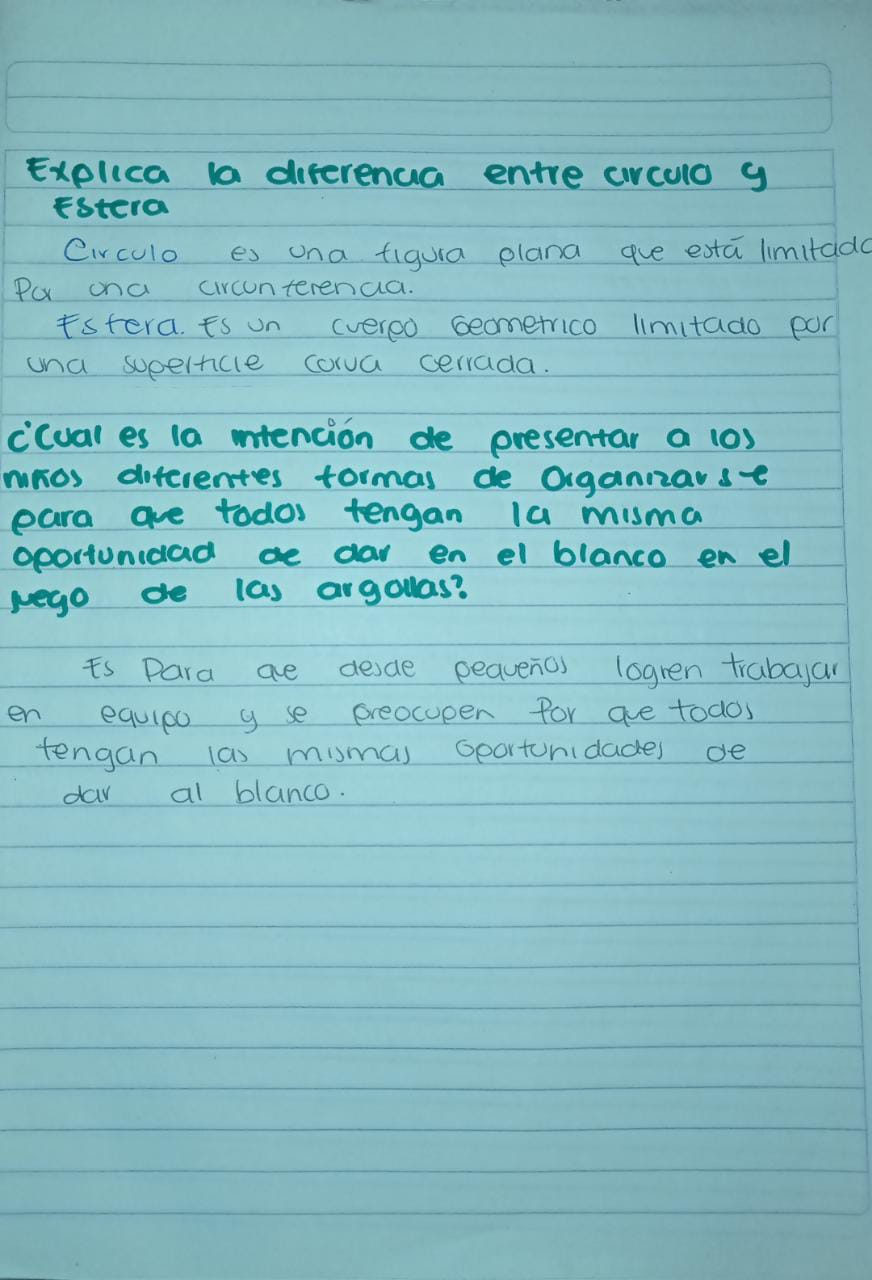 Explica la diferencia entre circulo y
Esfera
Circulo es una figura plana que está limitada
Por una circunferencia.
Esfera. Es un cuerpo Geometrico limitado por
una superficie corva cerrada.
¿Cual es la intención de presentar a los
niños diferentes formas de Organizarse
para que todos tengan la misma
oportunidad de dar en el blanco en el
juego de las argollas?
Es Para que desde pequeños logren trabajar
en equipo y se preocupen Por que todos
tengan las mismas oportunidades de
dar al blanco.